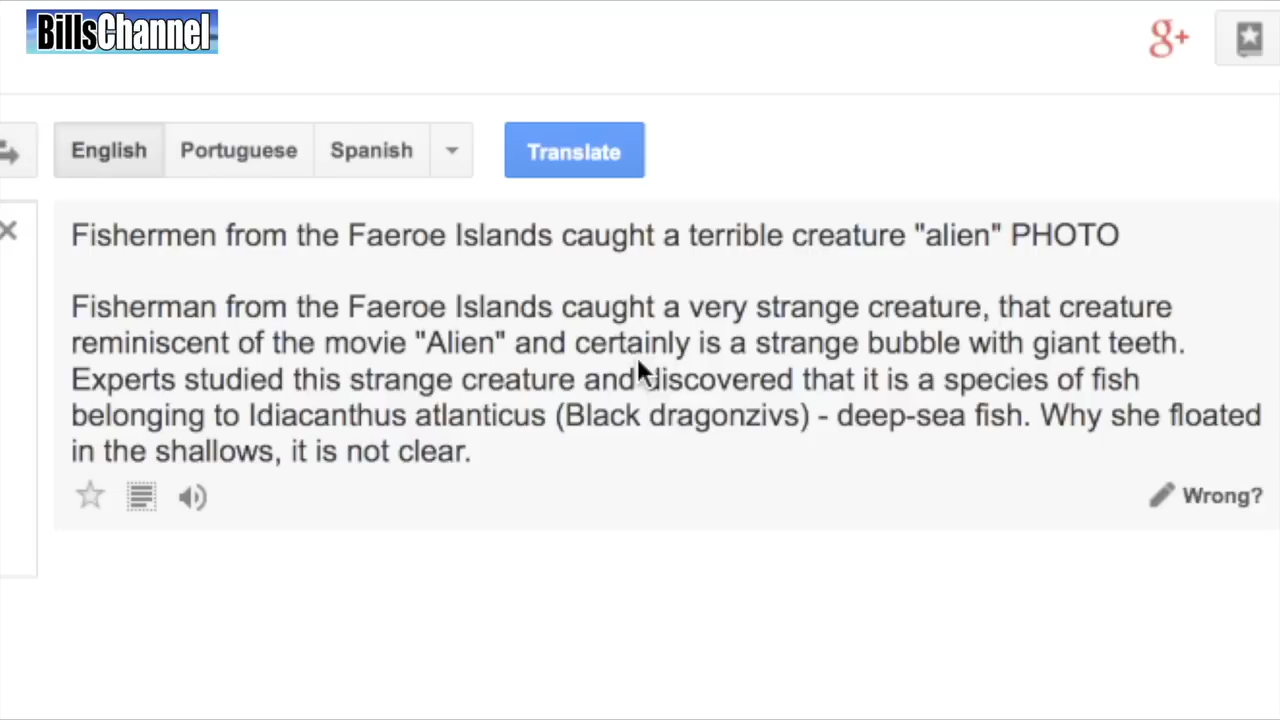 BillsChannel
g+
English Portuguese Spanish Translate
Fishermen from the Faeroe Islands caught a terrible creature "alien" PHOTO
Fisherman from the Faeroe Islands caught a very strange creature, that creature
reminiscent of the movie "Alien" and certainly is a strange bubble with giant teeth.
Experts studied this strange creature and discovered that it is a species of fish
belonging to Idiacanthus atlanticus (Black dragonzivs) - deep-sea fish. Why she floated
in the shallows, it is not clear.
Wrong?